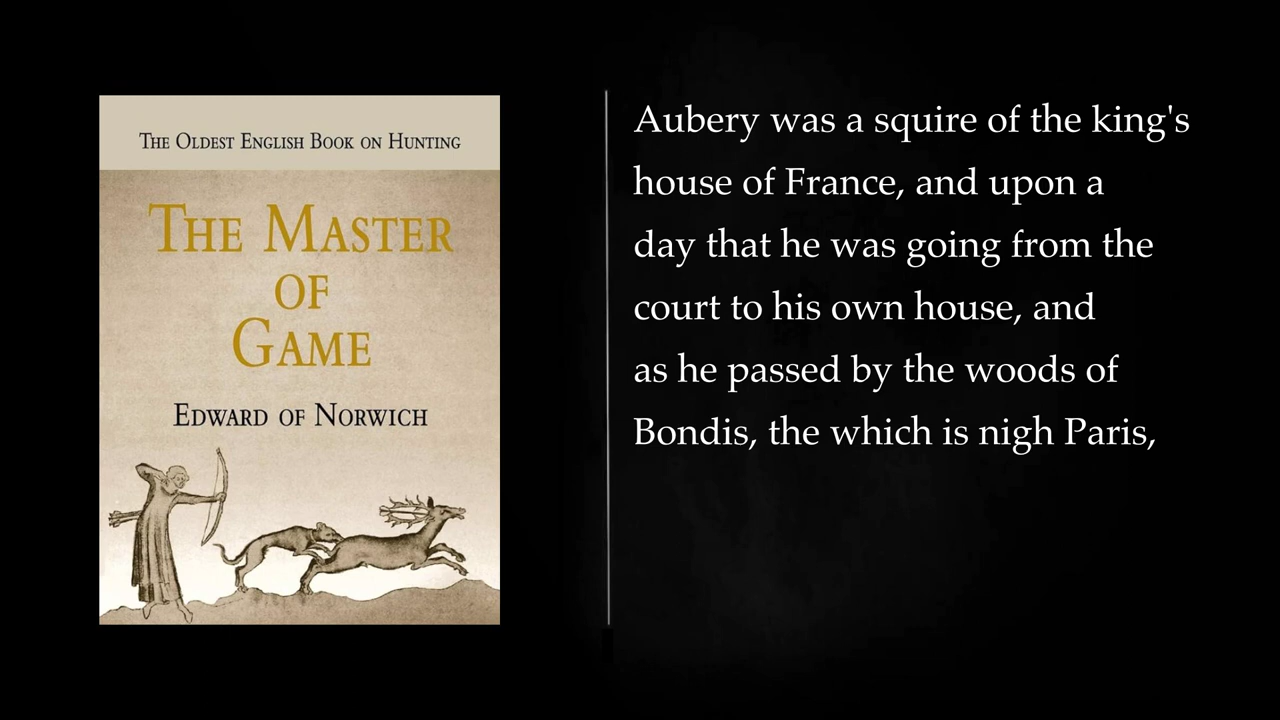 The Oldest English Book on Hunting
The Master
of
Game
Edward of Norwich
Aubery was a squire of the king's
house of France, and upon a
day that he was going from the
court to his own house, and
as he passed by the woods of
Bondis, the which is nigh Paris,